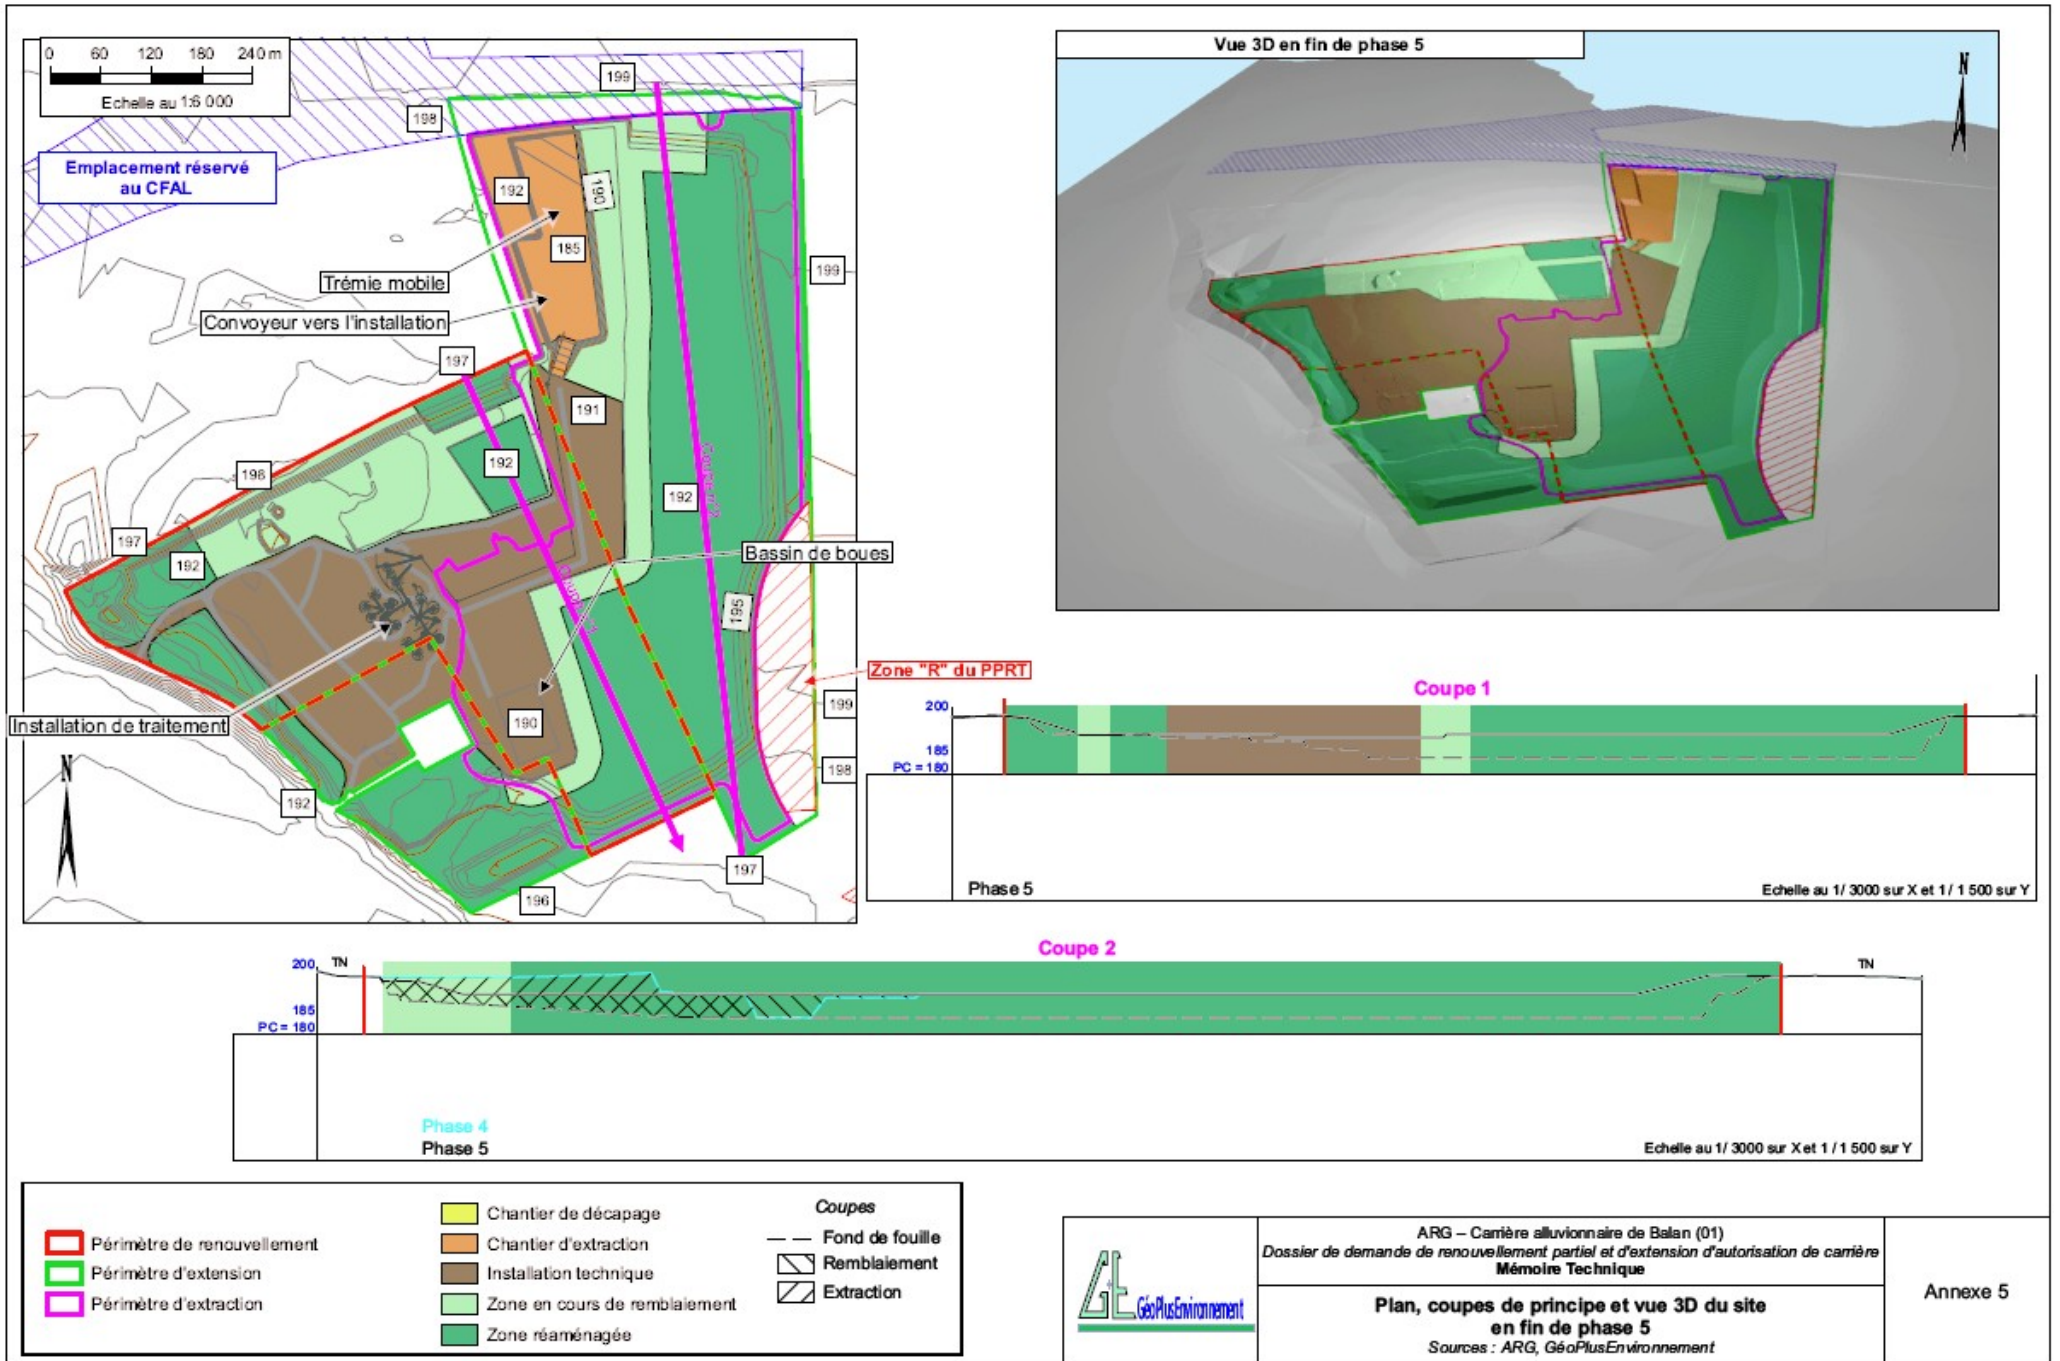 0 60 120 180 240 m
Echelle au 1:6 000
Emplacement réservé
au CFAL
199
198
192
190
185
Trémie mobile
Convoyeur vers l'installation
199
197
191
192
198
192
Coupe 2
197
192
Bassin de boues
Coupe 1
195
199
Installation de traitement
190
198
N
192
197
196
Zone "R" du PPRT
Vue 3D en fin de phase 5
N
Coupe 1
200
185
PC = 180
Phase 5
Echelle au 1/ 3000 sur X et 1/ 1 500 sur Y
Coupe 2
200
TN
TN
185
PC = 180
Phase 4
Phase 5
Echelle au 1/ 3000 sur X et 1 / 1 500 sur Y
Périmètre de renouvellement
Périmètre d'extension
Périmètre d'extraction
Chantier de décapage
Chantier d'extraction
Installation technique
Zone en cours de remblaiement
Zone réaménagée
Coupes
Fond de fouille
Remblaiement
Extraction
GéoPlusEnvironnement
ARG – Carrière alluvionnaire de Balan (01)
Dossier de demande de renouvellement partiel et d'extension d'autorisation de carrière
Mémoire Technique
Plan, coupes de principe et vue 3D du site
en fin de phase 5
Sources : ARG, GéoPlusEnvironnement
Annexe 5